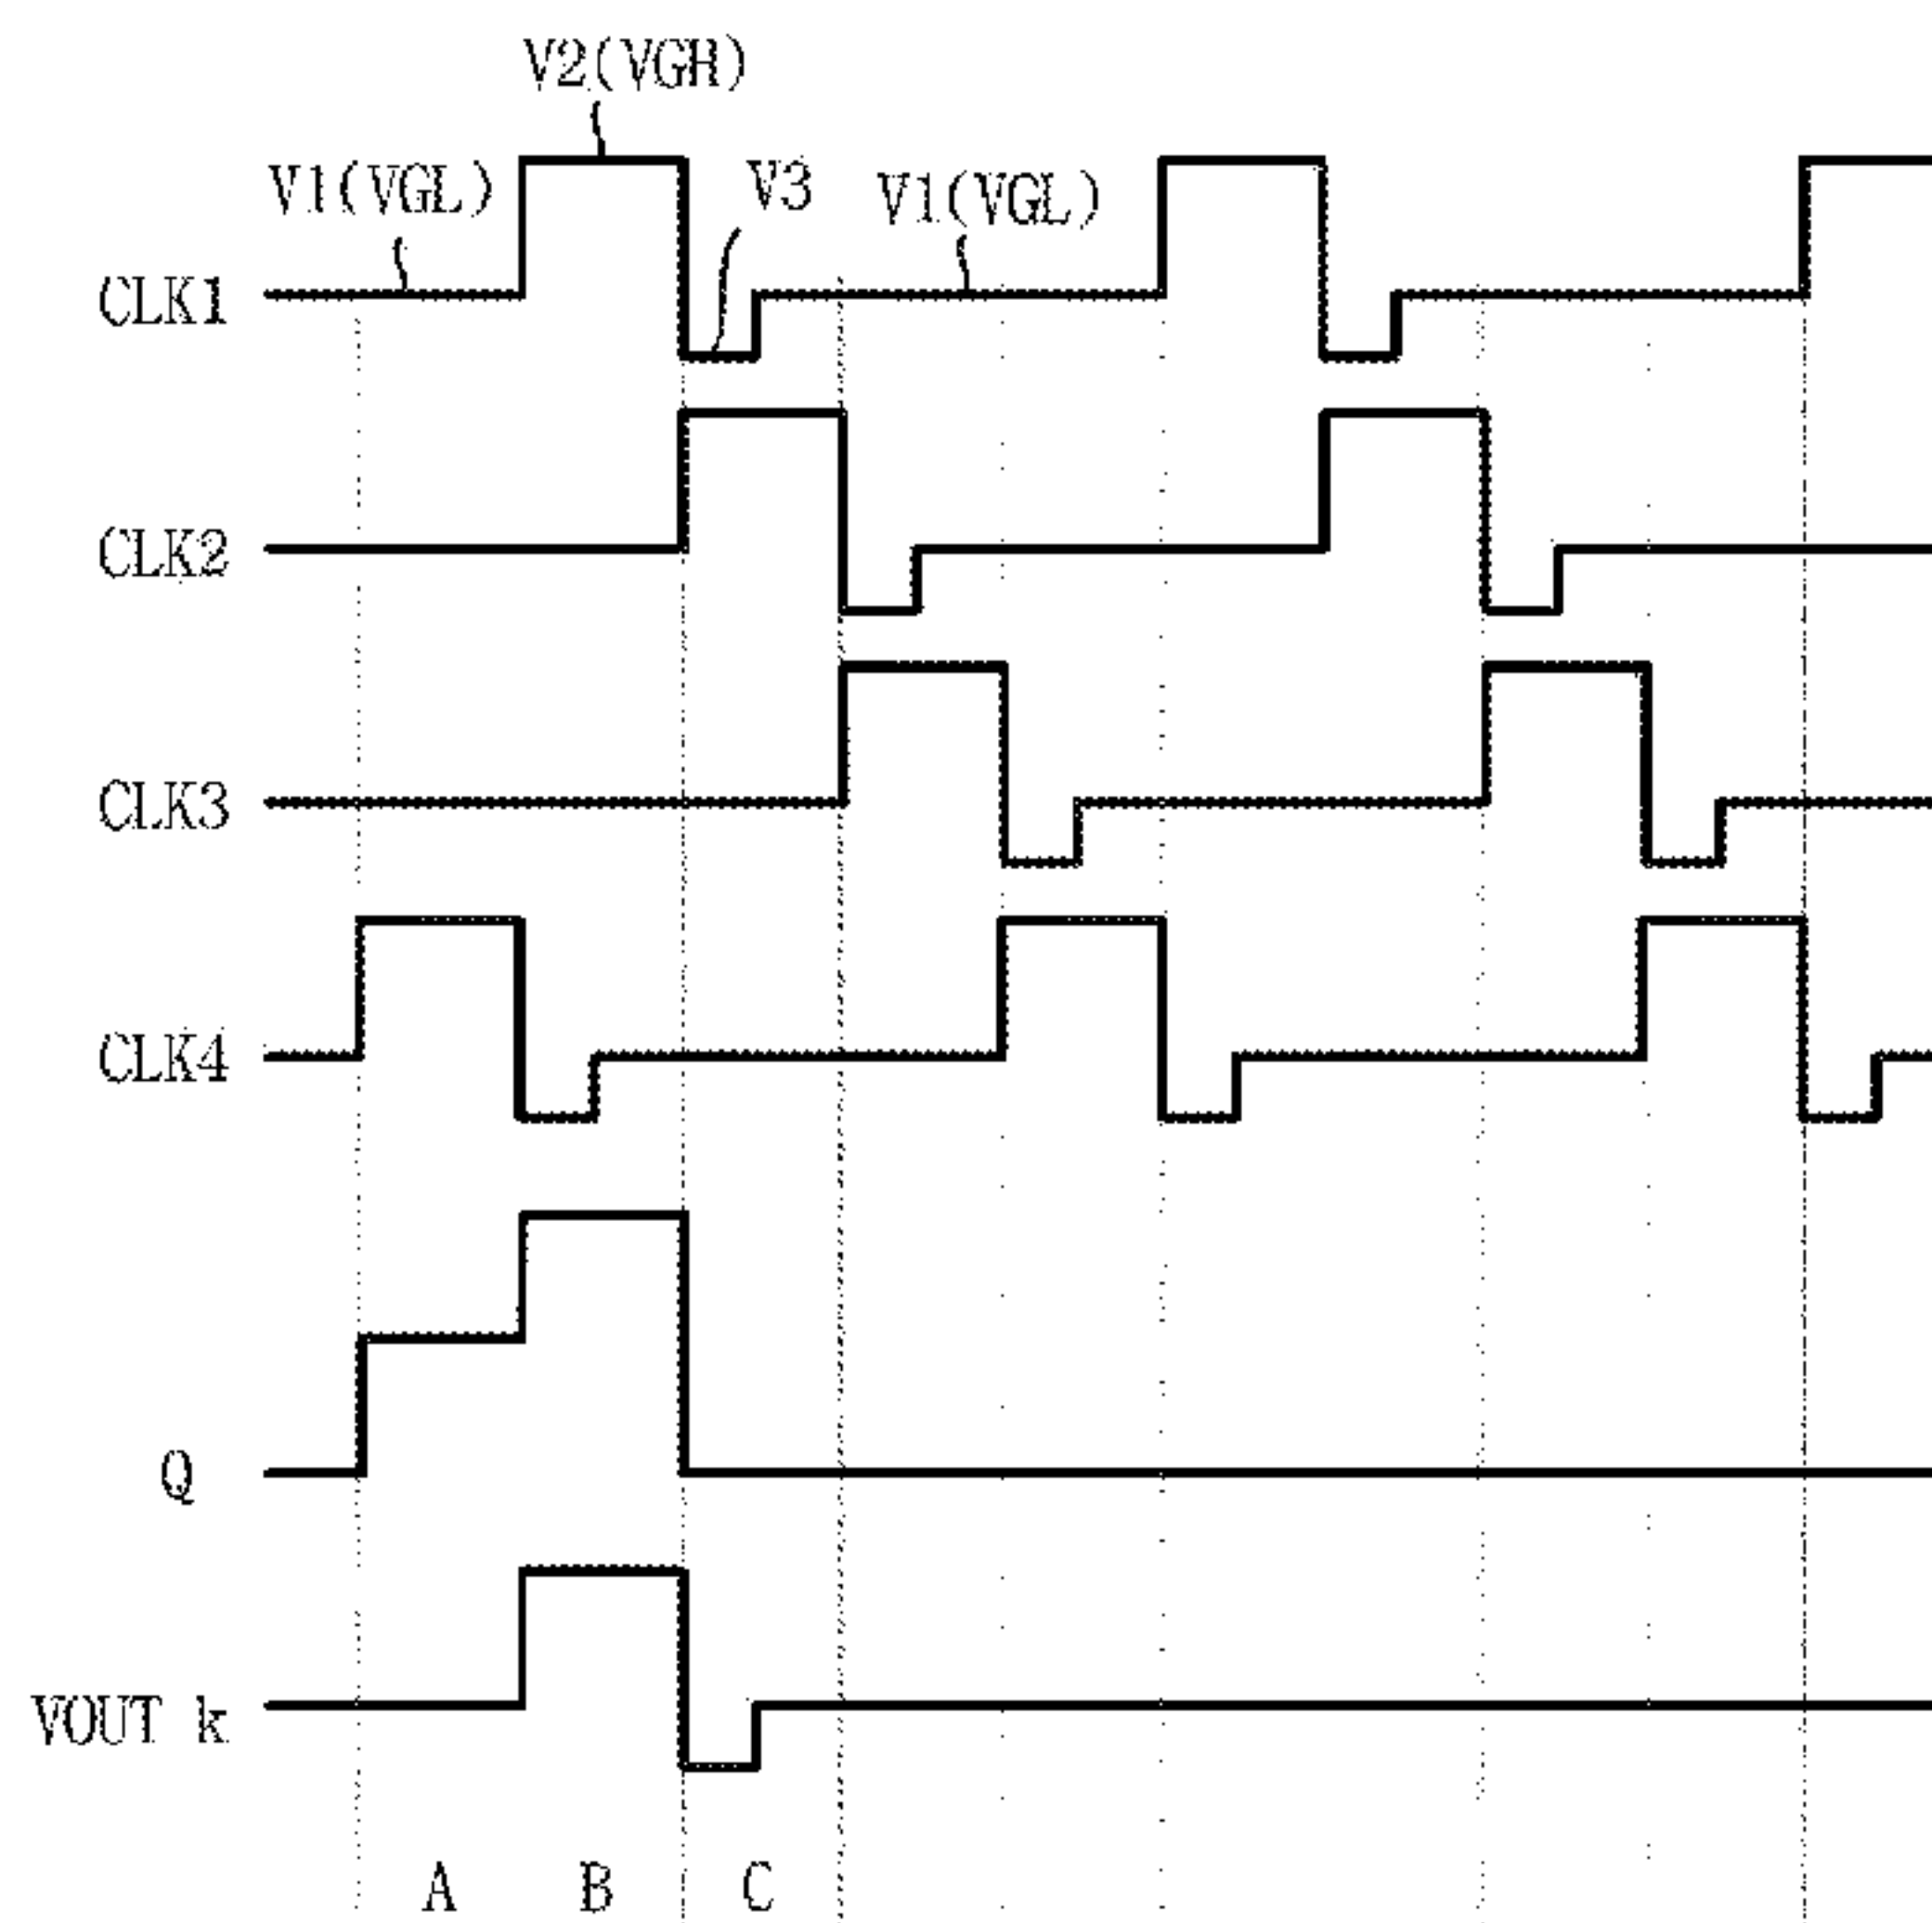 V2(VGH)
V1(VGL)
V3
V1(VGL)
CLK1
CLK2
CLK3
CLK4
Q
VOUT k
A B C